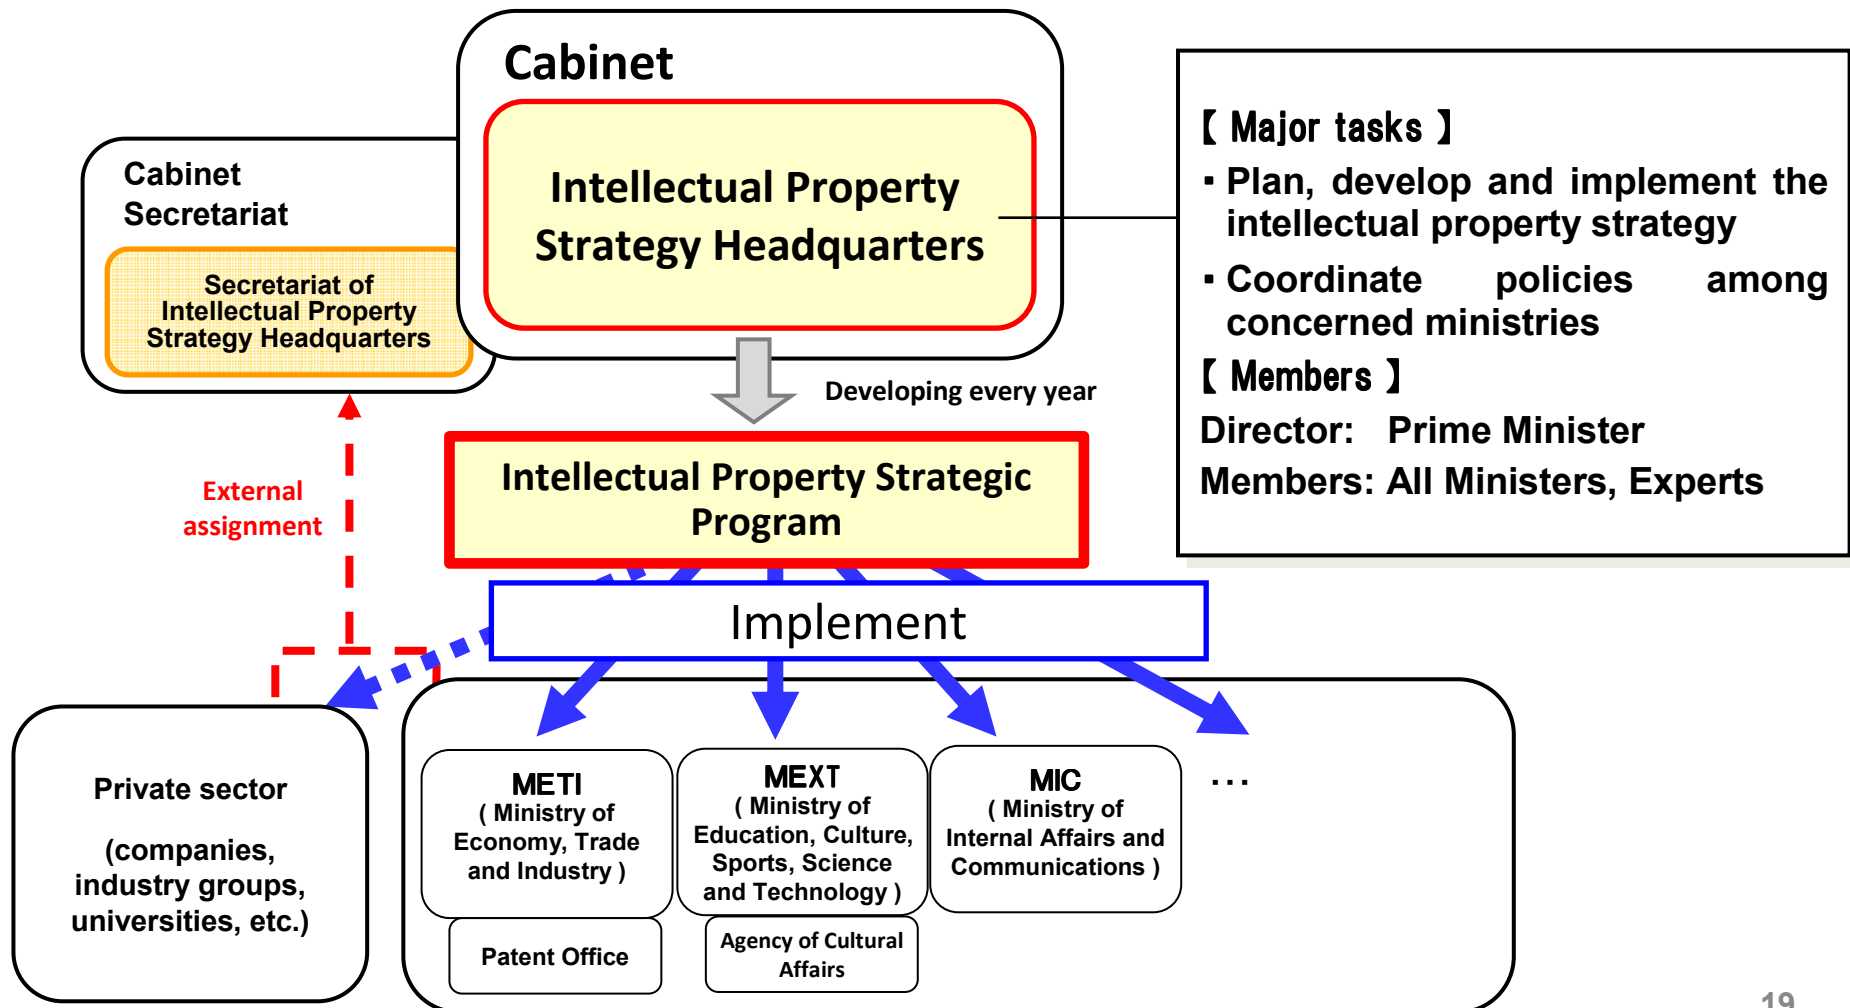 Cabinet
Intellectual Property
Strategy Headquarters
Cabinet
Secretariat
Secretariat of
Intellectual Property
Strategy Headquarters
【 Major tasks 】
▪ Plan, develop and implement the
intellectual property strategy
▪ Coordinate policies among
concerned ministries
【 Members 】
Director: Prime Minister
Members: All Ministers, Experts
Developing every year
Intellectual Property Strategic
Program
External
assignment
Implement
Private sector
(companies,
industry groups,
universities, etc.)
METI
( Ministry of
Economy, Trade
and Industry )
Patent Office
MEXT
( Ministry of
Education, Culture,
Sports, Science
and Technology )
Agency of Cultural
Affairs
MIC
( Ministry of
Internal Affairs and
Communications )
...
19